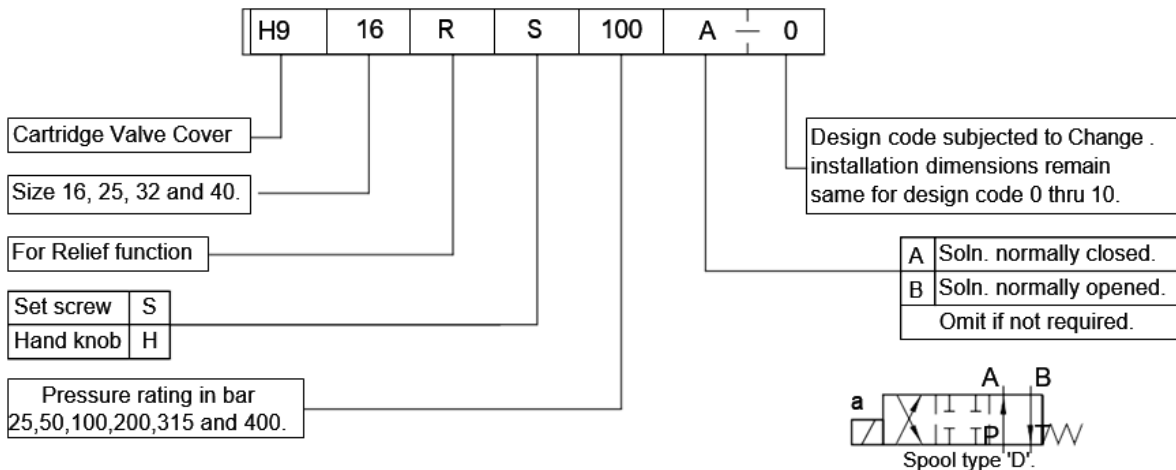 H9 16 R S 100 A - 0
Cartridge Valve Cover
Size 16, 25, 32 and 40.
For Relief function
Set screw S
Hand knob H
Pressure rating in bar
25,50,100,200,315 and 400.
Design code subjected to Change .
installation dimensions remain
same for design code 0 thru 10.
A Soln. normally closed.
B Soln. normally opened.
Omit if not required.
A B
a
P T
Spool type 'D'.